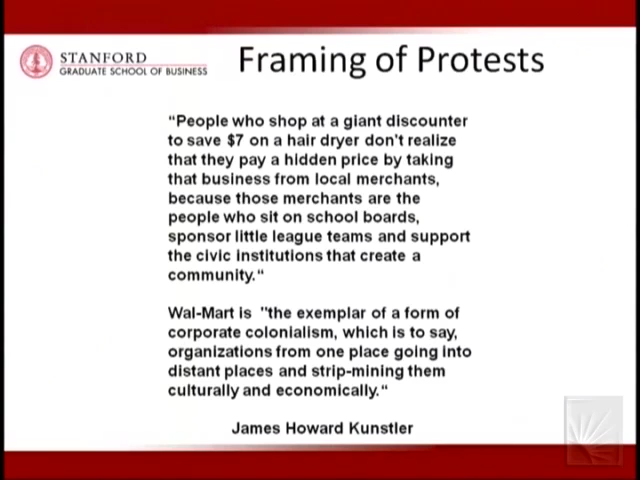 STANFORD
GRADUATE SCHOOL OF BUSINESS
Framing of Protests
“People who shop at a giant discounter
to save $7 on a hair dryer don't realize
that they pay a hidden price by taking
that business from local merchants,
because those merchants are the
people who sit on school boards,
sponsor little league teams and support
the civic institutions that create a
community.“
Wal-Mart is "the exemplar of a form of
corporate colonialism, which is to say,
organizations from one place going into
distant places and strip-mining them
culturally and economically.“
James Howard Kunstler